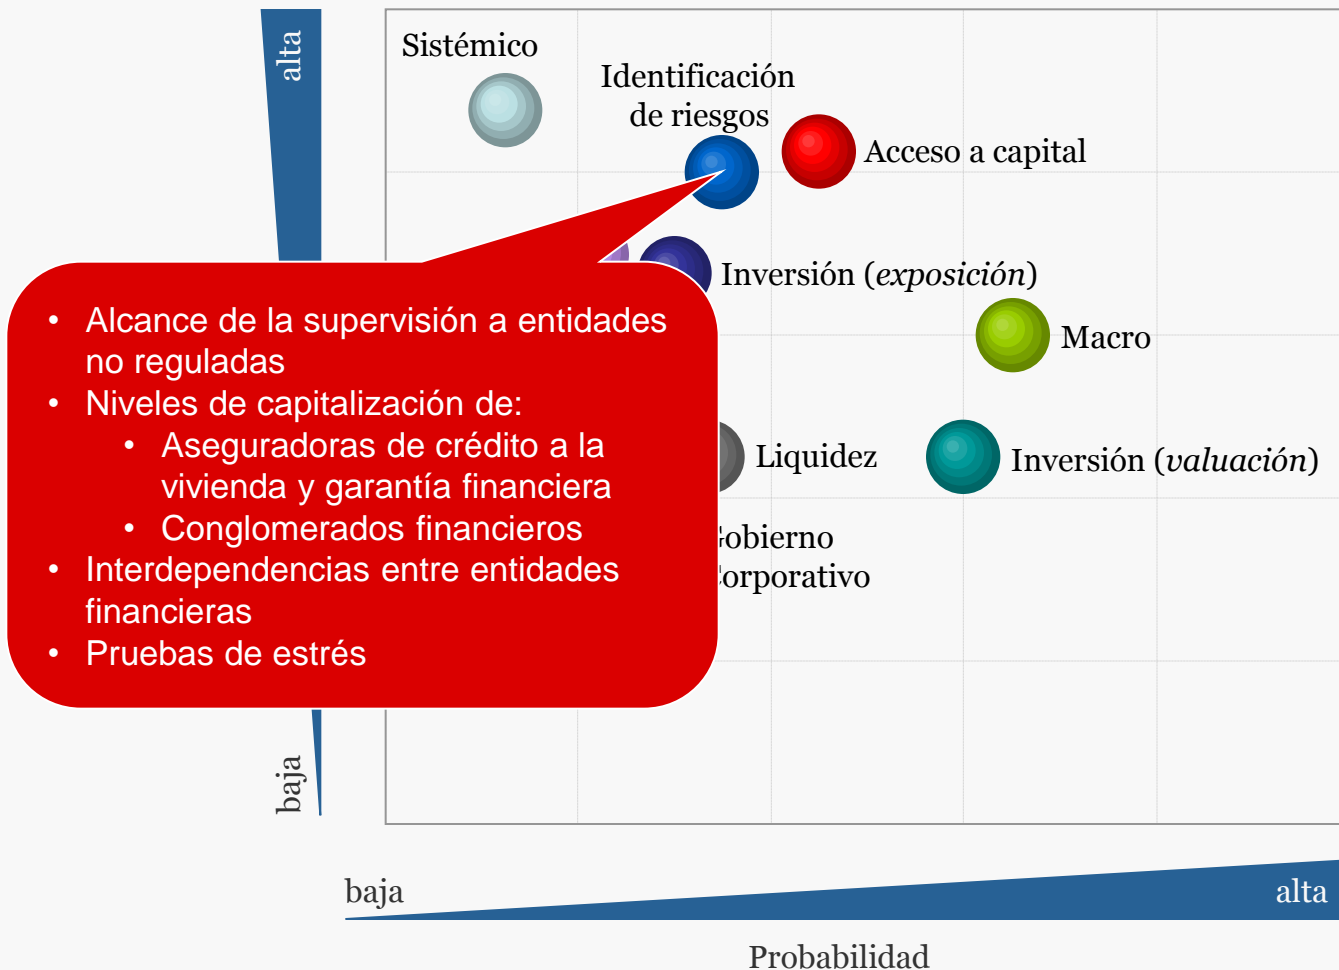 alta
Sistémico
Identificación
de riesgos
Acceso a capital
Inversión (exposición)
Macro
• Alcance de la supervisión a entidades
no reguladas
• Niveles de capitalización de:
• Aseguradoras de crédito a la
vivienda y garantía financiera
• Conglomerados financieros
• Interdependencias entre entidades
financieras
• Pruebas de estrés
Liquidez
Inversión (valuación)
obierno
orporativo
baja
baja
alta
Probabilidad